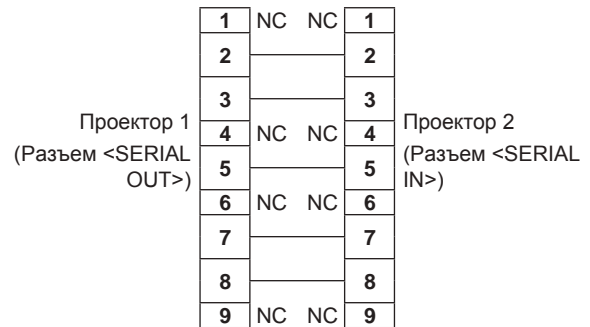 1 NC NC 1
2 2
3 3
Проектор 1
(Разъем <SERIAL
OUT>)
4 NC NC 4
Проектор 2
(Разъем <SERIAL
IN>)
5 5
6 NC NC 6
7 7
8 8
9 NC NC 9